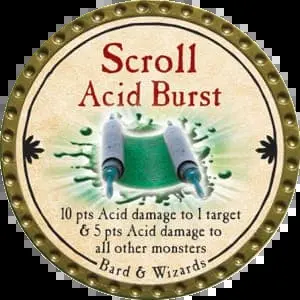 Scroll
Acid Burst
10 pts Acid damage to 1 target
& 5 pts Acid damage to
all other monsters
Bard & Wizards